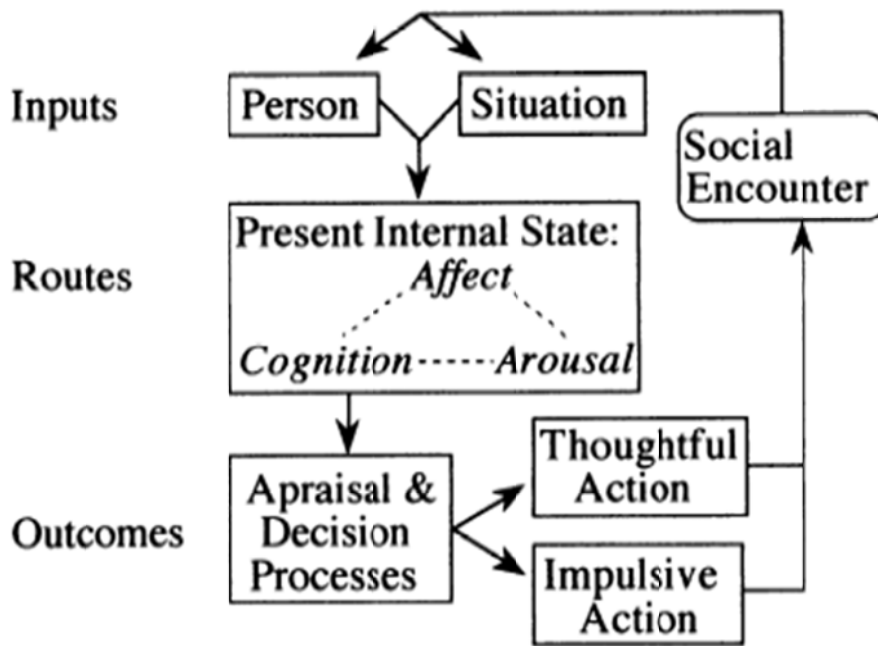 Inputs
Person
Situation
Social
Encounter
Routes
Present Internal State:
Affect
Cognition
Arousal
Outcomes
Apraisal &
Decision
Processes
Thoughtful
Action
Impulsive
Action